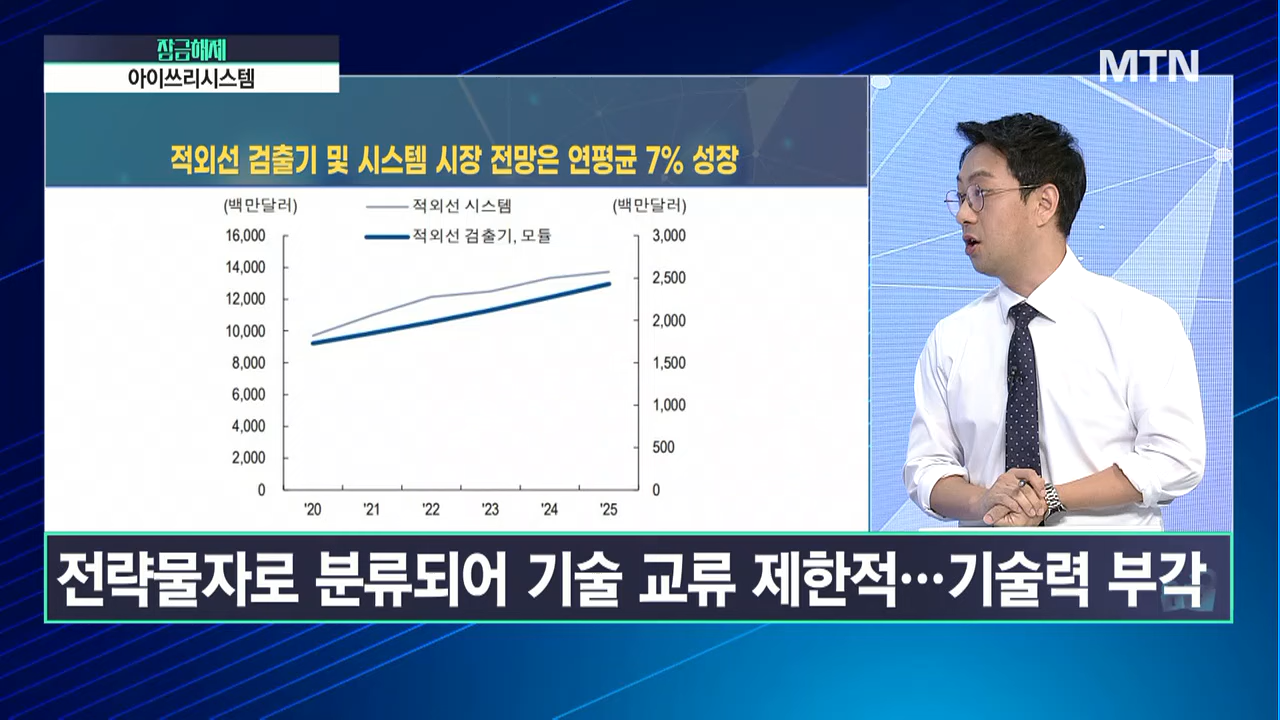 잠금해제
아이쓰리시스템
MTN
적외선 검출기 및 시스템 시장 전망은 연평균 7% 성장
(백만달러)
적외선 시스템
(백만달러)
적외선 검출기, 모듈
16,000
14,000
12,000
10,000
8,000
6,000
4,000
2,000
0
3,000
2,500
2,000
1,500
1,000
500
0
'20 '21 '22 '23 '24 '25
전략물자로 분류되어 기술 교류 제한적…기술력 부각